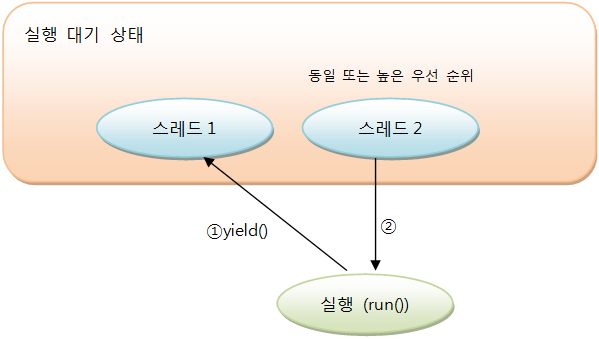 실행 대기 상태
동일 또는 높은 우선 순위
스레드 1
스레드 2
①yield()
②
실행 (run())